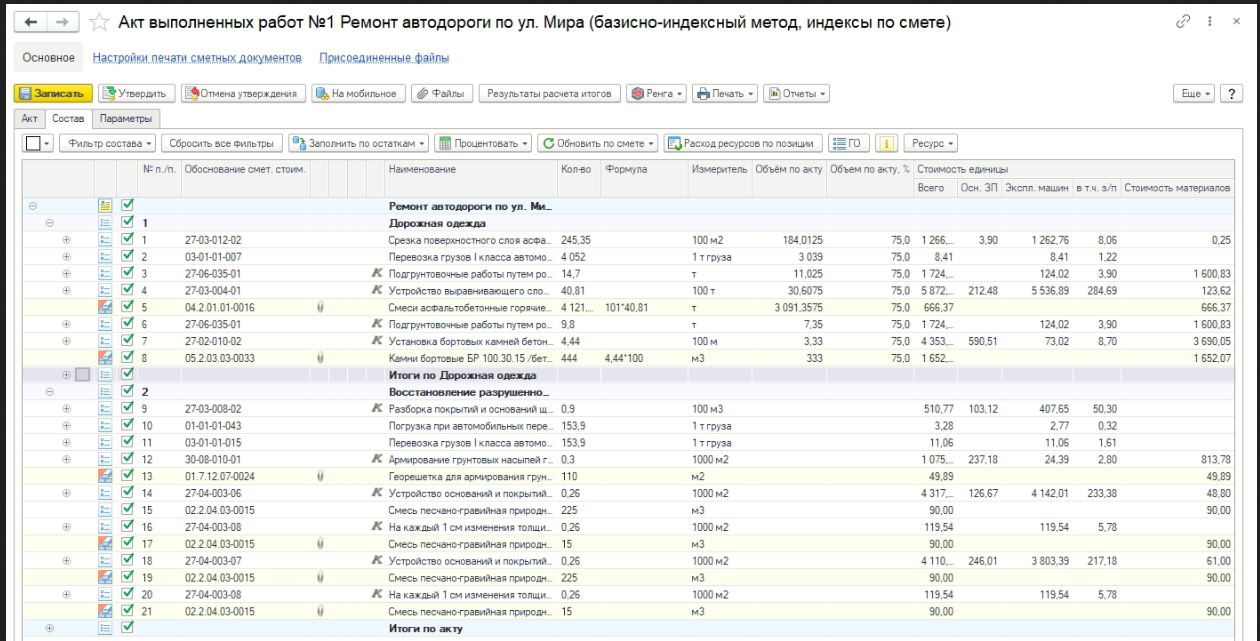 Акт выполненных работ №1 Ремонт автодороги по ул. Мира (базисно-индексный метод, индексы по смете)
Основное Настройки печати сметных документов Присоединенные файлы
Записать Утвердить Отмена утверждения На мобильное Файлы Результаты расчета итогов Ренга Печать Отчеты Еще ?
Акт Состав Параметры
Фильтр состава Сбросить все фильтры Заполнить по остаткам Процентовать Обновить по смете Расход ресурсов по позиции ГО Ресурс
№ п./п. Обоснование смет. стоим. Наименование Кол-во Формула Измеритель Объём по акту Объем по акту, % Стоимость единицы
Всего Осн. ЗП Экспл. машин в т.ч. з/п Стоимость материалов
Ремонт автодороги по ул. Ми...
1 Дорожная одежда
1 27-03-012-02 Срезка поверхностного слоя асфа... 245,35 100 м2 184,0125 75,0 1 266,... 3,90 1 262,76 8,06 0,25
2 03-01-01-007 Перевозка грузов I класса автомо... 4 052 1 т груза 3 039 75,0 8,41 8,41 1,22
3 27-06-035-01 К Подгрунтовочные работы путем ро... 14,7 т 11,025 75,0 1 724,... 124,02 3,90 1 600,83
4 27-03-004-01 К Устройство выравнивающего сло... 40,81 100 т 30,6075 75,0 5 872,... 212,48 5 536,89 284,69 123,62
5 04.2.01.01-0016 Смеси асфальтобетонные горячие... 4 121,... 101*40,81 т 3 091,3575 75,0 666,37 666,37
6 27-06-035-01 К Подгрунтовочные работы путем ро... 9,8 т 7,35 75,0 1 724,... 124,02 3,90 1 600,83
7 27-02-010-02 К Установка бортовых камней бетон... 4,44 100 м 3,33 75,0 4 353,... 590,51 73,02 8,70 3 690,05
8 05.2.03.03-0033 Камни бортовые БР 100.30.15 /бет... 444 4,44*100 м3 333 75,0 1 652,... 1 652,07
Итоги по Дорожная одежда
2 Восстановление разрушенно...
9 27-03-008-02 К Разборка покрытий и оснований щ... 0,9 100 м3 510,77 103,12 407,65 50,30
10 01-01-01-043 Погрузка при автомобильных пере... 153,9 1 т груза 3,28 2,77 0,32
11 03-01-01-015 Перевозка грузов I класса автомо... 153,9 1 т груза 11,06 11,06 1,61
12 30-08-010-01 К Армирование грунтовых насыпей г... 0,3 1000 м2 1 075,... 237,18 24,39 2,80 813,78
13 01.7.12.07-0024 Георешетка для армирования грун... 110 м2 49,89 49,89
14 27-04-003-06 К Устройство оснований и покрытий... 0,26 1000 м2 4 317,... 126,67 4 142,01 233,38 48,80
15 02.2.04.03-0015 Смесь песчано-гравийная природн... 225 м3 90,00 90,00
16 27-04-003-08 К На каждый 1 см изменения толщи... 0,26 1000 м2 119,54 119,54 5,78
17 02.2.04.03-0015 Смесь песчано-гравийная природн... 15 м3 90,00 90,00
18 27-04-003-07 К Устройство оснований и покрытий... 0,26 1000 м2 4 110,... 246,01 3 803,39 217,18 61,00
19 02.2.04.03-0015 Смесь песчано-гравийная природн... 225 м3 90,00 90,00
20 27-04-003-08 К На каждый 1 см изменения толщи... 0,26 1000 м2 119,54 119,54 5,78
21 02.2.04.03-0015 Смесь песчано-гравийная природн... 15 м3 90,00 90,00
Итоги по акту